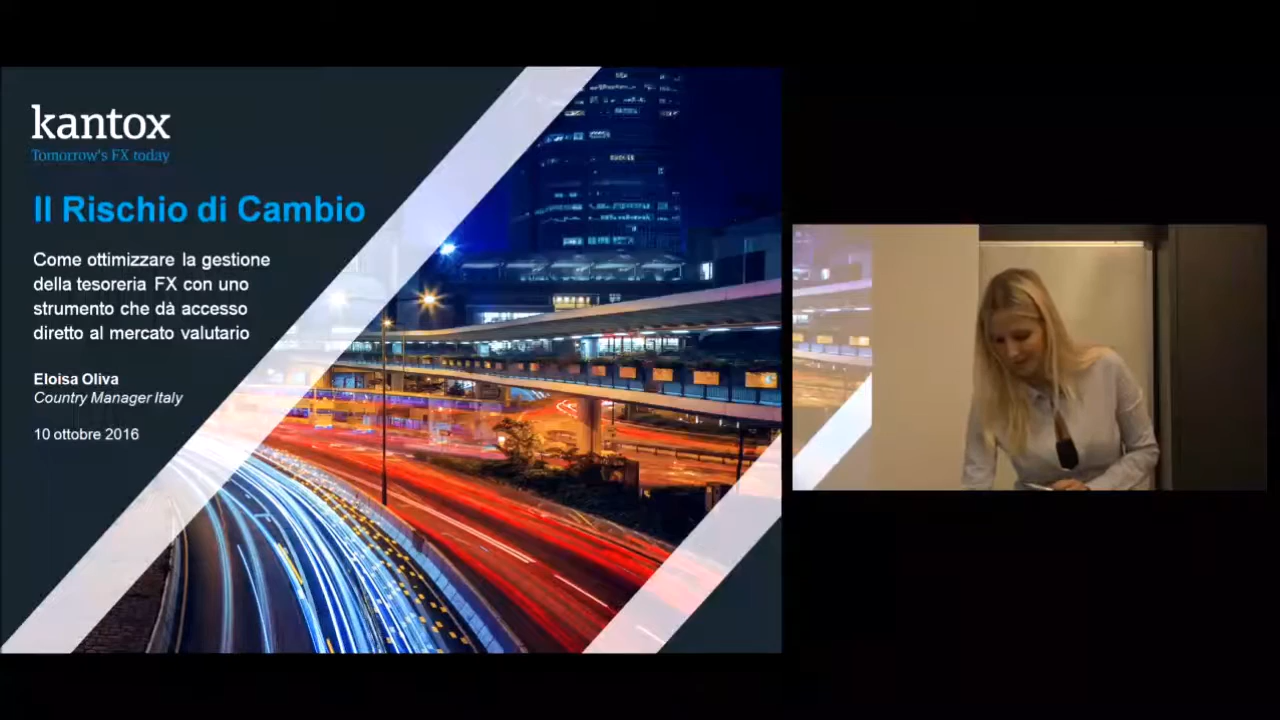 kantox
Tomorrow's FX today
Il Rischio di Cambio
Come ottimizzare la gestione
della tesoreria FX con uno
strumento che dà accesso
diretto al mercato valutario
Eloisa Oliva
Country Manager Italy
10 ottobre 2016